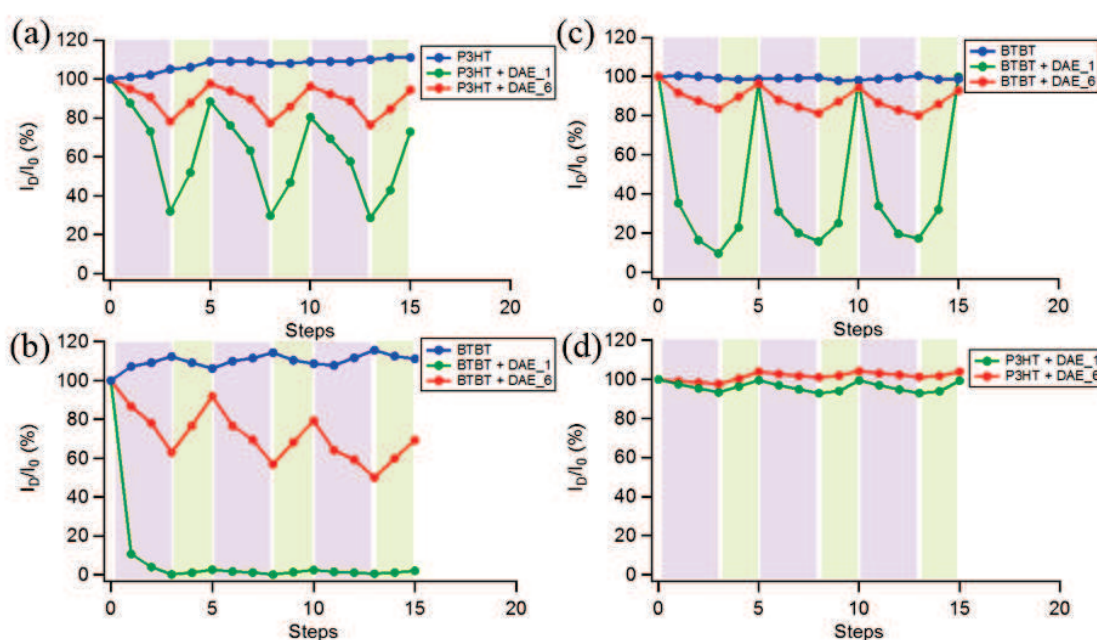 (a)
120
100
80
60
40
20
0
I_D/I_0 (%)
P3HT
P3HT + DAE_1
P3HT + DAE_6
0 5 10 15 20
Steps
(c)
120
100
80
60
40
20
0
I_D/I_0 (%)
BTBT
BTBT + DAE_1
BTBT + DAE_6
0 5 10 15 20
Steps
(b)
120
100
80
60
40
20
0
I_D/I_0 (%)
BTBT
BTBT + DAE_1
BTBT + DAE_6
0 5 10 15 20
Steps
(d)
120
100
80
60
40
20
0
I_D/I_0 (%)
P3HT + DAE_1
P3HT + DAE_6
0 5 10 15 20
Steps